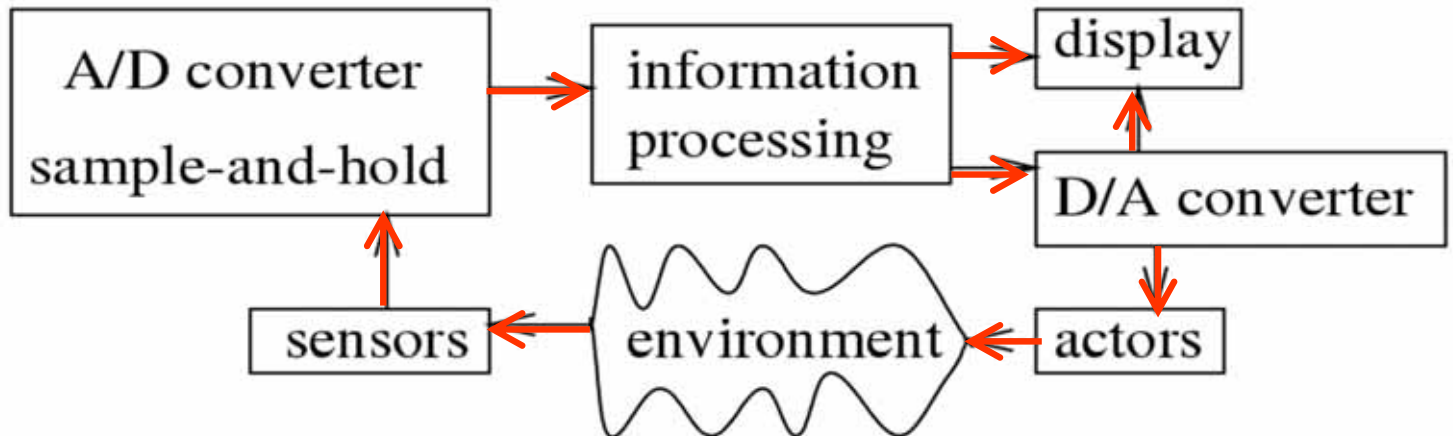 A/D converter
sample-and-hold
information
processing
display
D/A converter
sensors
environment
actors